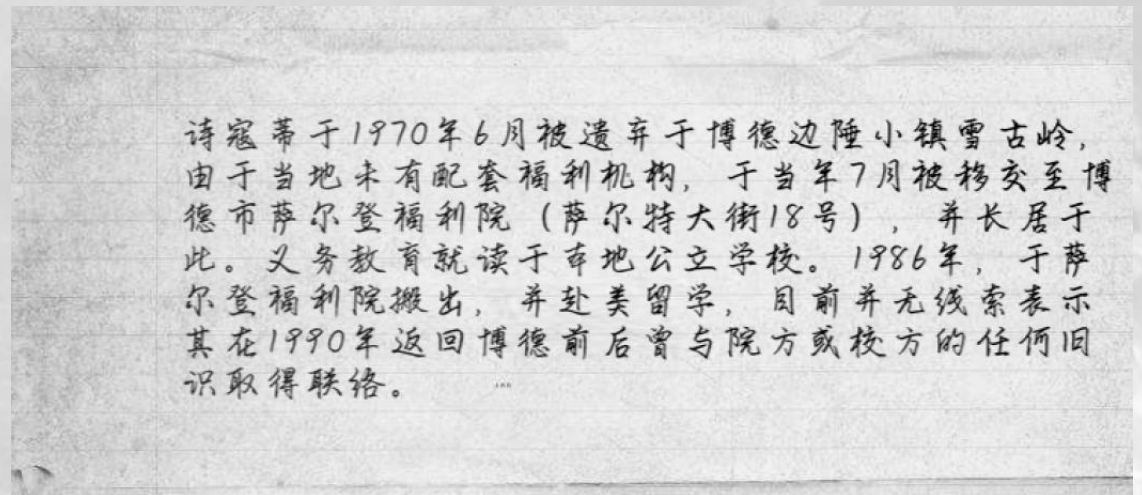 诗寇蒂于1970年6月被遗弃于博德边陲小镇雪古岭，
由于当地未有配套福利机构，于当年7月被移交至博
德市萨尔登福利院（萨尔特大街18号），并长居于
此。义务教育就读于本地公立学校。1986年，于萨
尔登福利院搬出，并赴美留学，目前并无线索表示
其在1990年返回博德前后曾与院方或校方的任何旧
识取得联络。